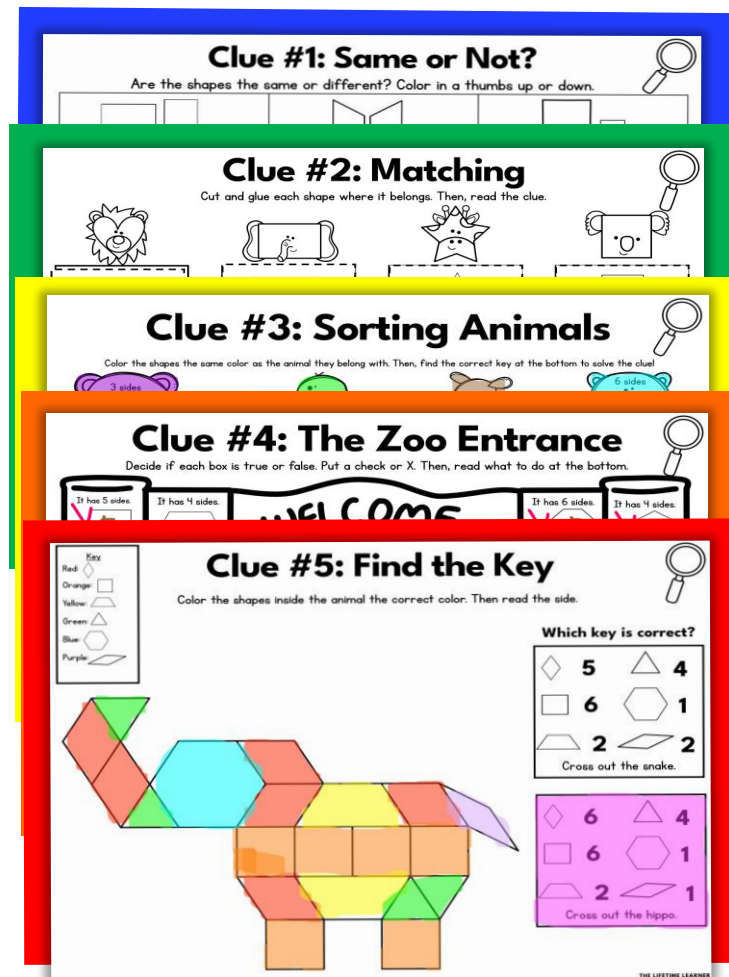 Clue #1: Same or Not?
Are the shapes the same or different? Color in a thumbs up or down.
Clue #2: Matching
Cut and glue each shape where it belongs. Then, read the clue.
Clue #3: Sorting Animals
Color the shapes the same color as the animal they belong with. Then, find the correct key at the bottom to solve the clue!
3 sides
6 sides
Clue #4: The Zoo Entrance
Decide if each box is true or false. Put a check or X. Then, read what to do at the bottom.
It has 5 sides.
It has 4 sides.
WELCOME
It has 6 sides.
It has 4 sides.
Key
Red:
Orange:
Yellow:
Green:
Blue:
Purple:
Clue #5: Find the Key
Color the shapes inside the animal the correct color. Then read the side.
Which key is correct?
5 4
6 1
2 2
Cross out the snake.
6 4
6 1
2 1
Cross out the hippo.
THE LIFETIME LEARNER